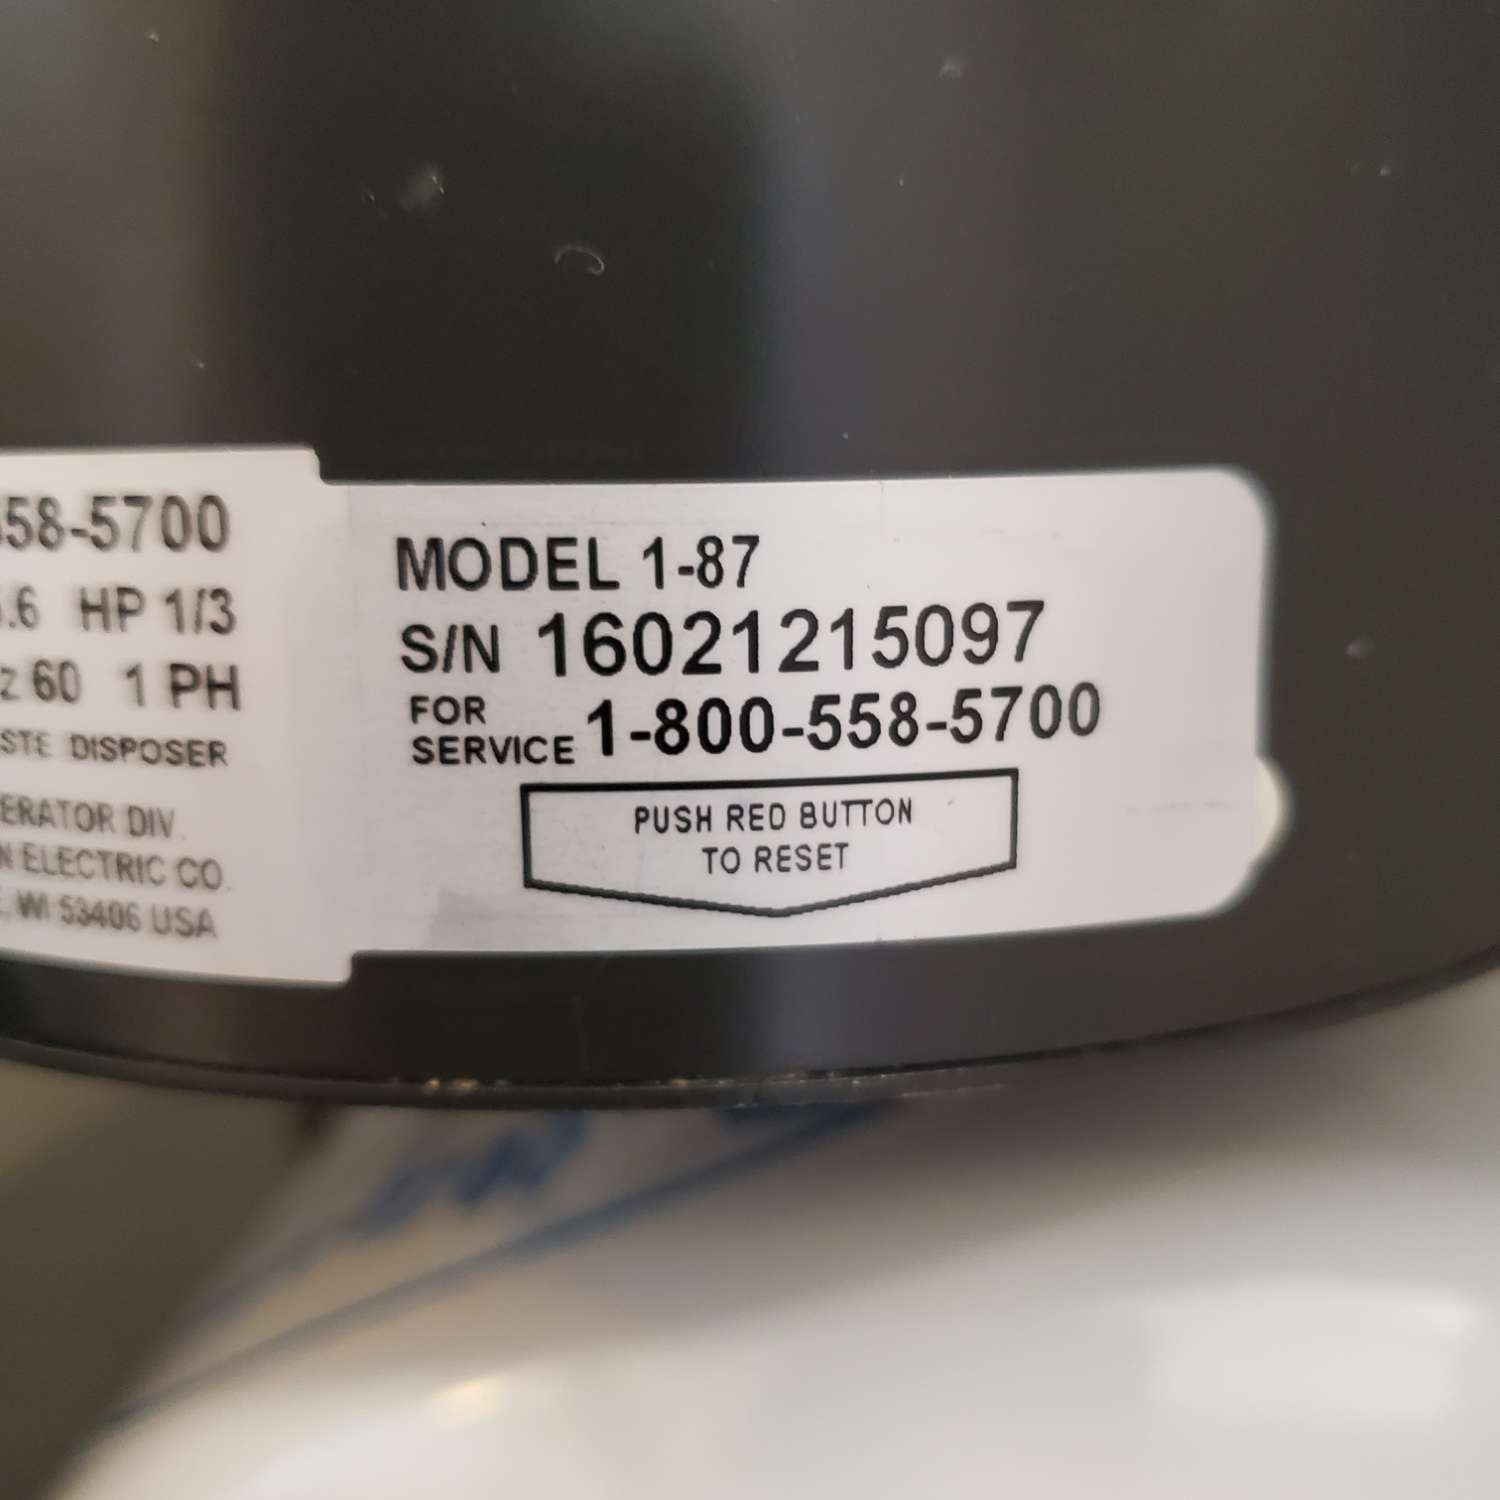 58-5700
.6 HP 1/3
z 60 1 PH
STE DISPOSER
ERATOR DIV.
N ELECTRIC CO.
, WI 53406 USA
MODEL 1-87
S/N 16021215097
FOR SERVICE 1-800-558-5700
PUSH RED BUTTON
TO RESET